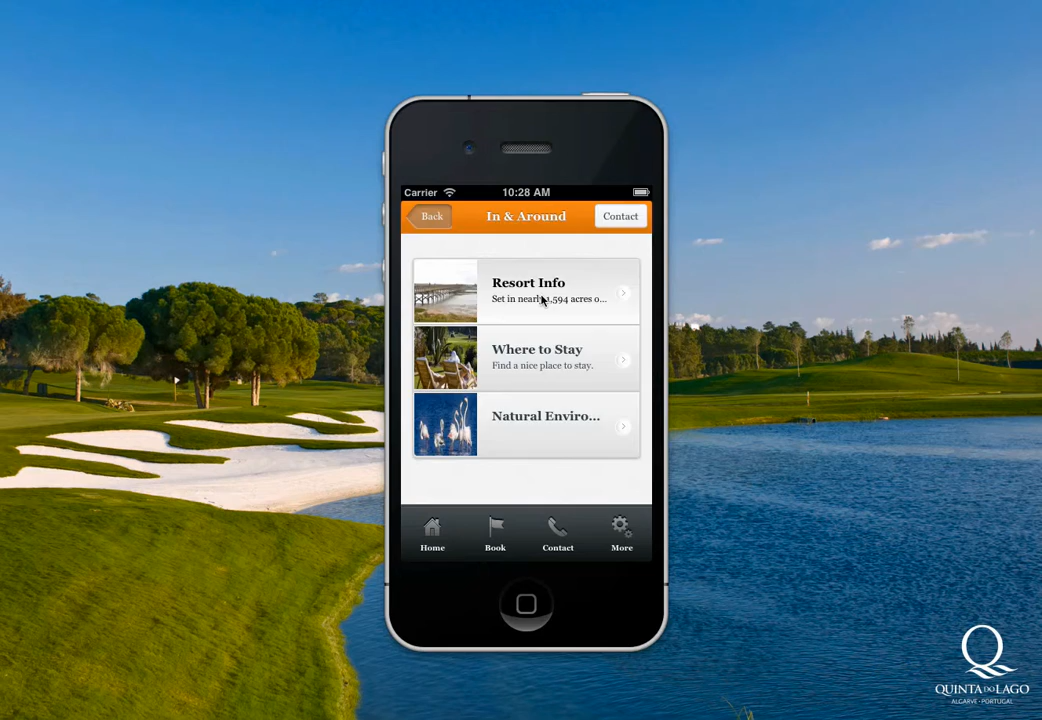 Carrier
10:28 AM
Back
In & Around
Contact
Resort Info
Set in nearly 1,594 acres o...
Where to Stay
Find a nice place to stay.
Natural Enviro...
Home
Book
Contact
More
QUINTA DO LAGO
ALGARVE • PORTUGAL